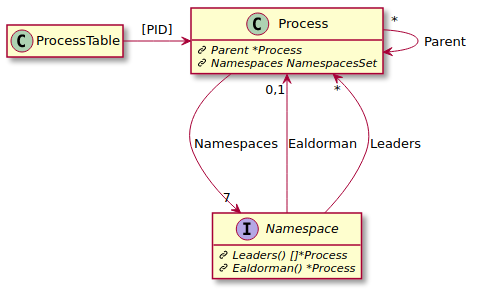 C ProcessTable
[PID]
C Process
Parent *Process
Namespaces NamespacesSet
*
Parent
0,1
*
Namespaces
Ealdorman
Leaders
7
I Namespace
Leaders() []*Process
Ealdorman() *Process